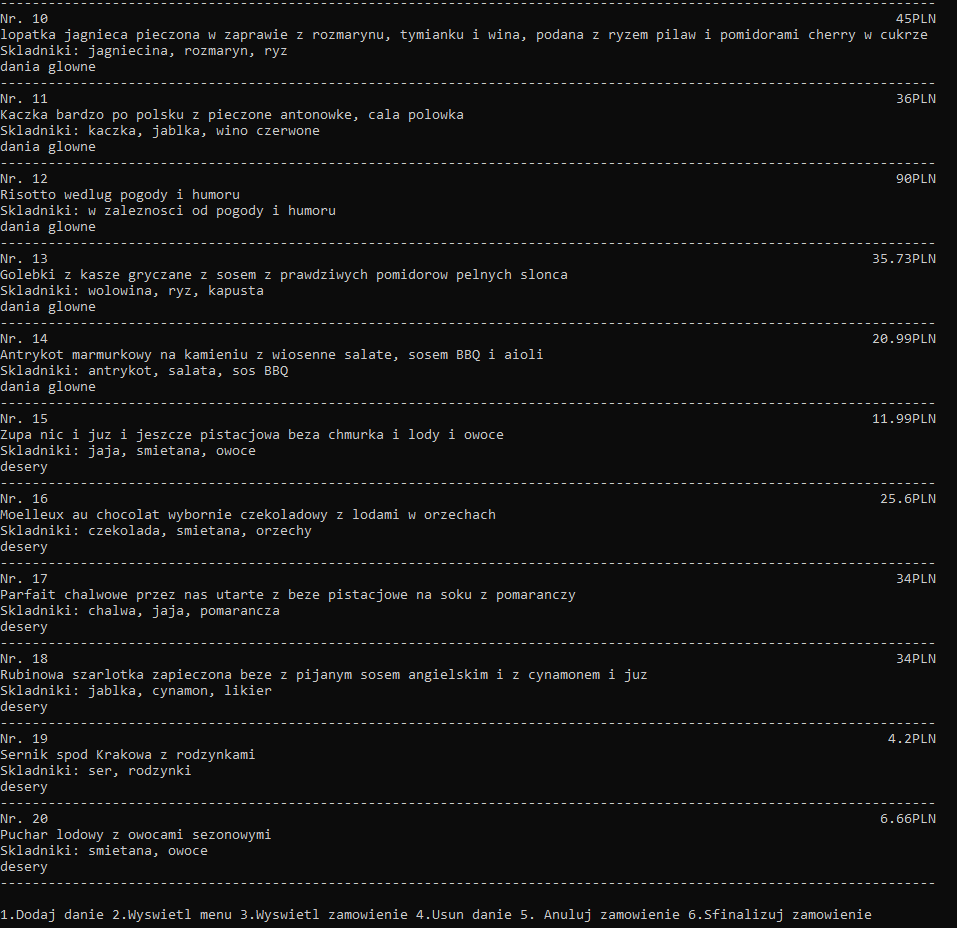 --------------------------------------------------------------------------------------------------------------------
Nr. 10 45PLN
lopatka jagnieca pieczona w zaprawie z rozmarynu, tymianku i wina, podana z ryzem pilaw i pomidorami cherry w cukrze
Skladniki: jagniecina, rozmaryn, ryz
dania glowne
--------------------------------------------------------------------------------------------------------------------
Nr. 11 36PLN
Kaczka bardzo po polsku z pieczone antonowke, cala polowka
Skladniki: kaczka, jablka, wino czerwone
dania glowne
--------------------------------------------------------------------------------------------------------------------
Nr. 12 90PLN
Risotto wedlug pogody i humoru
Skladniki: w zaleznosci od pogody i humoru
dania glowne
--------------------------------------------------------------------------------------------------------------------
Nr. 13 35.73PLN
Golebki z kasze gryczane z sosem z prawdziwych pomidorow pelnych slonca
Skladniki: wolowina, ryz, kapusta
dania glowne
--------------------------------------------------------------------------------------------------------------------
Nr. 14 20.99PLN
Antrykot marmurkowy na kamieniu z wiosenne salate, sosem BBQ i aioli
Skladniki: antrykot, salata, sos BBQ
dania glowne
--------------------------------------------------------------------------------------------------------------------
Nr. 15 11.99PLN
Zupa nic i juz i jeszcze pistacjowa beza chmurka i lody i owoce
Skladniki: jaja, smietana, owoce
desery
--------------------------------------------------------------------------------------------------------------------
Nr. 16 25.6PLN
Moelleux au chocolat wybornie czekoladowy z lodami w orzechach
Skladniki: czekolada, smietana, orzechy
desery
--------------------------------------------------------------------------------------------------------------------
Nr. 17 34PLN
Parfait chalwowe przez nas utarte z beze pistacjowe na soku z pomaranczy
Skladniki: chalwa, jaja, pomarancza
desery
--------------------------------------------------------------------------------------------------------------------
Nr. 18 34PLN
Rubinowa szarlotka zapieczona beze z pijanym sosem angielskim i z cynamonem i juz
Skladniki: jablka, cynamon, likier
desery
--------------------------------------------------------------------------------------------------------------------
Nr. 19 4.2PLN
Sernik spod Krakowa z rodzynkami
Skladniki: ser, rodzynki
desery
--------------------------------------------------------------------------------------------------------------------
Nr. 20 6.66PLN
Puchar lodowy z owocami sezonowymi
Skladniki: smietana, owoce
desery
--------------------------------------------------------------------------------------------------------------------
1.Dodaj danie 2.Wyswietl menu 3.Wyswietl zamowienie 4.Usun danie 5. Anuluj zamowienie 6.Sfinalizuj zamowienie